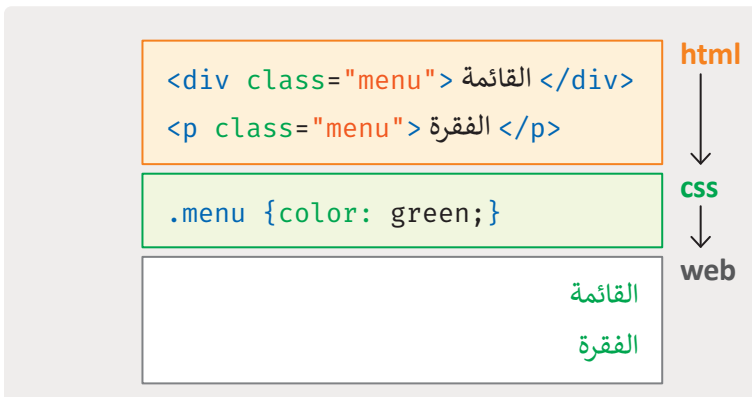 html
<div class="menu"> القائمة </div>
<p class="menu"> الفقرة </p>
css
.menu {color: green;}
web
القائمة
الفقرة